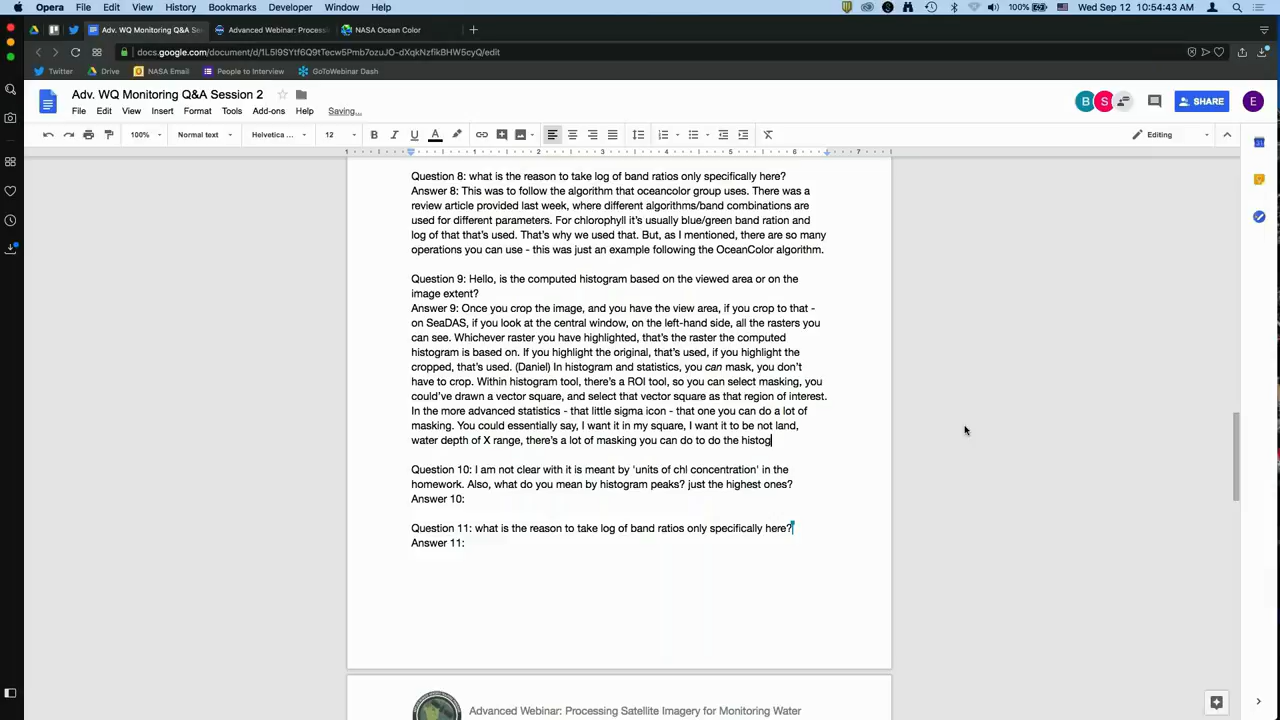 Opera File Edit View History Bookmarks Developer Window Help 100% Wed Sep 12 10:54:43 AM
Adv. WQ Monitoring Q&A Session 2 Advanced Webinar: Process NASA Ocean Color
docs.google.com/document/d/1L5I9SYtf6Q9tTecw5Pmb7ozuJO-dXqkNzfikBHW5cyQ/edit
Twitter Drive NASA Email People to Interview GoToWebinar Dash
Adv. WQ Monitoring Q&A Session 2
B S SHARE E
File Edit View Insert Format Tools Add-ons Help Saving...
100% Normal text Helvetica ... 12 B I U A Editing
1 1 2 3 4 5 6 7
Question 8: what is the reason to take log of band ratios only specifically here?
Answer 8: This was to follow the algorithm that oceancolor group uses. There was a
review article provided last week, where different algorithms/band combinations are
used for different parameters. For chlorophyll it's usually blue/green band ration and
log of that that's used. That's why we used that. But, as I mentioned, there are so many
operations you can use - this was just an example following the OceanColor algorithm.
Question 9: Hello, is the computed histogram based on the viewed area or on the
image extent?
Answer 9: Once you crop the image, and you have the view area, if you crop to that -
on SeaDAS, if you look at the central window, on the left-hand side, all the rasters you
can see. Whichever raster you have highlighted, that's the raster the computed
histogram is based on. If you highlight the original, that's used, if you highlight the
cropped, that's used. (Daniel) In histogram and statistics, you can mask, you don't
have to crop. Within histogram tool, there's a ROI tool, so you can select masking, you
could've drawn a vector square, and select that vector square as that region of interest.
In the more advanced statistics - that little sigma icon - that one you can do a lot of
masking. You could essentially say, I want it in my square, I want it to be not land,
water depth of X range, there's a lot of masking you can do to do the histog
Question 10: I am not clear with it is meant by 'units of chl concentration' in the
homework. Also, what do you mean by histogram peaks? just the highest ones?
Answer 10:
Question 11: what is the reason to take log of band ratios only specifically here?
Answer 11:
Advanced Webinar: Processing Satellite Imagery for Monitoring Water